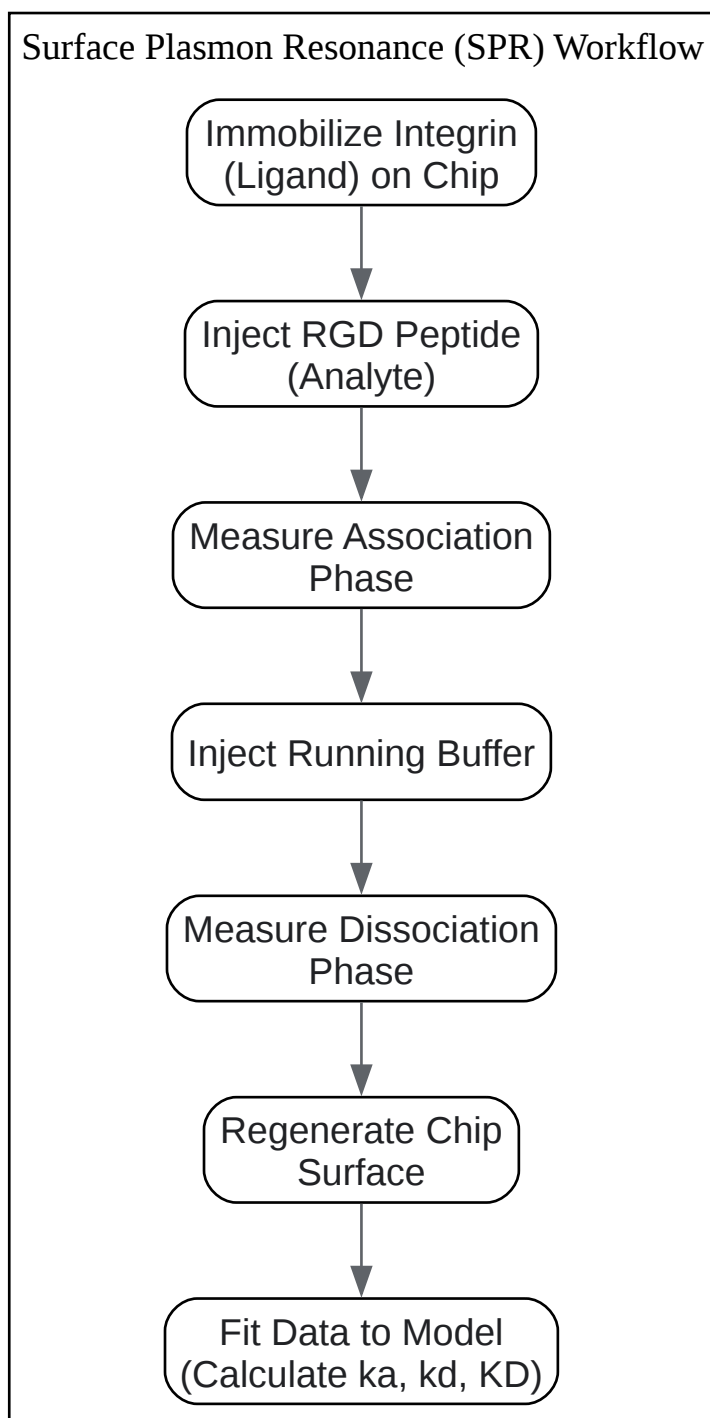 Surface Plasmon Resonance (SPR) Workflow
Immobilize Integrin
(Ligand) on Chip
Inject RGD Peptide
(Analyte)
Measure Association
Phase
Inject Running Buffer
Measure Dissociation
Phase
Regenerate Chip
Surface
Fit Data to Model
(Calculate ka, kd, KD)